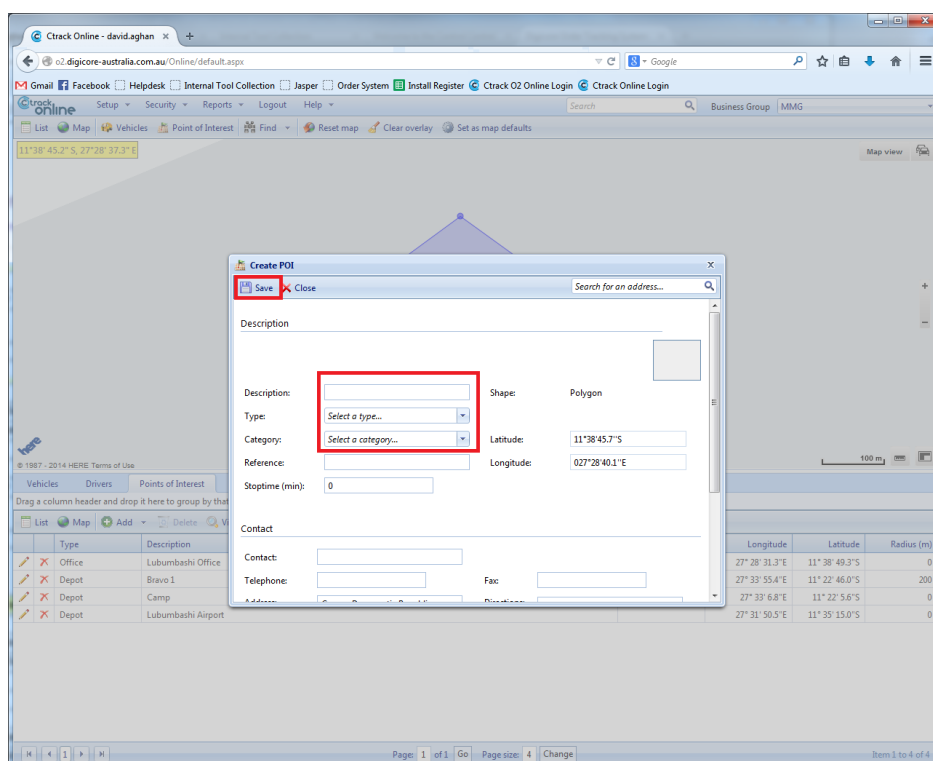 Ctrack Online - david.aghan × +
o2.digicore-australia.com.au/Online/default.aspx Google
Gmail Facebook Helpdesk Internal Tool Collection Jasper Order System Install Register Ctrack O2 Online Login Ctrack Online Login
Ctrack online Setup Security Reports Logout Help Search Business Group MMG
List Map Vehicles Point of Interest Find Reset map Clear overlay Set as map defaults
11°38' 45.2" S, 27°28' 37.3" E Map view
Create POI x
Save Close Search for an address...
Description
Description: Shape: Polygon
Type: Select a type...
Category: Select a category... Latitude: 11°38'45.7"S
Reference: Longitude: 027°28'40.1"E
Stoptime (min): 0
Contact
Contact:
Telephone: Fax:
here
© 1987 - 2014 HERE Terms of Use 100 m
Vehicles Drivers Points of Interest
Drag a column header and drop it here to group by that
List Map Add Delete
Type Description Longitude Latitude Radius (m)
Office Lubumbashi Office 27° 28' 31.3"E 11° 38' 49.3"S 0
Depot Bravo 1 27° 33' 55.4"E 11° 22' 46.0"S 200
Depot Camp 27° 33' 6.8"E 11° 22' 5.6"S 0
Depot Lubumbashi Airport 27° 31' 50.5"E 11° 35' 15.0"S 0
1 Page: 1 of 1 Go Page size: 4 Change Item 1 to 4 of 4